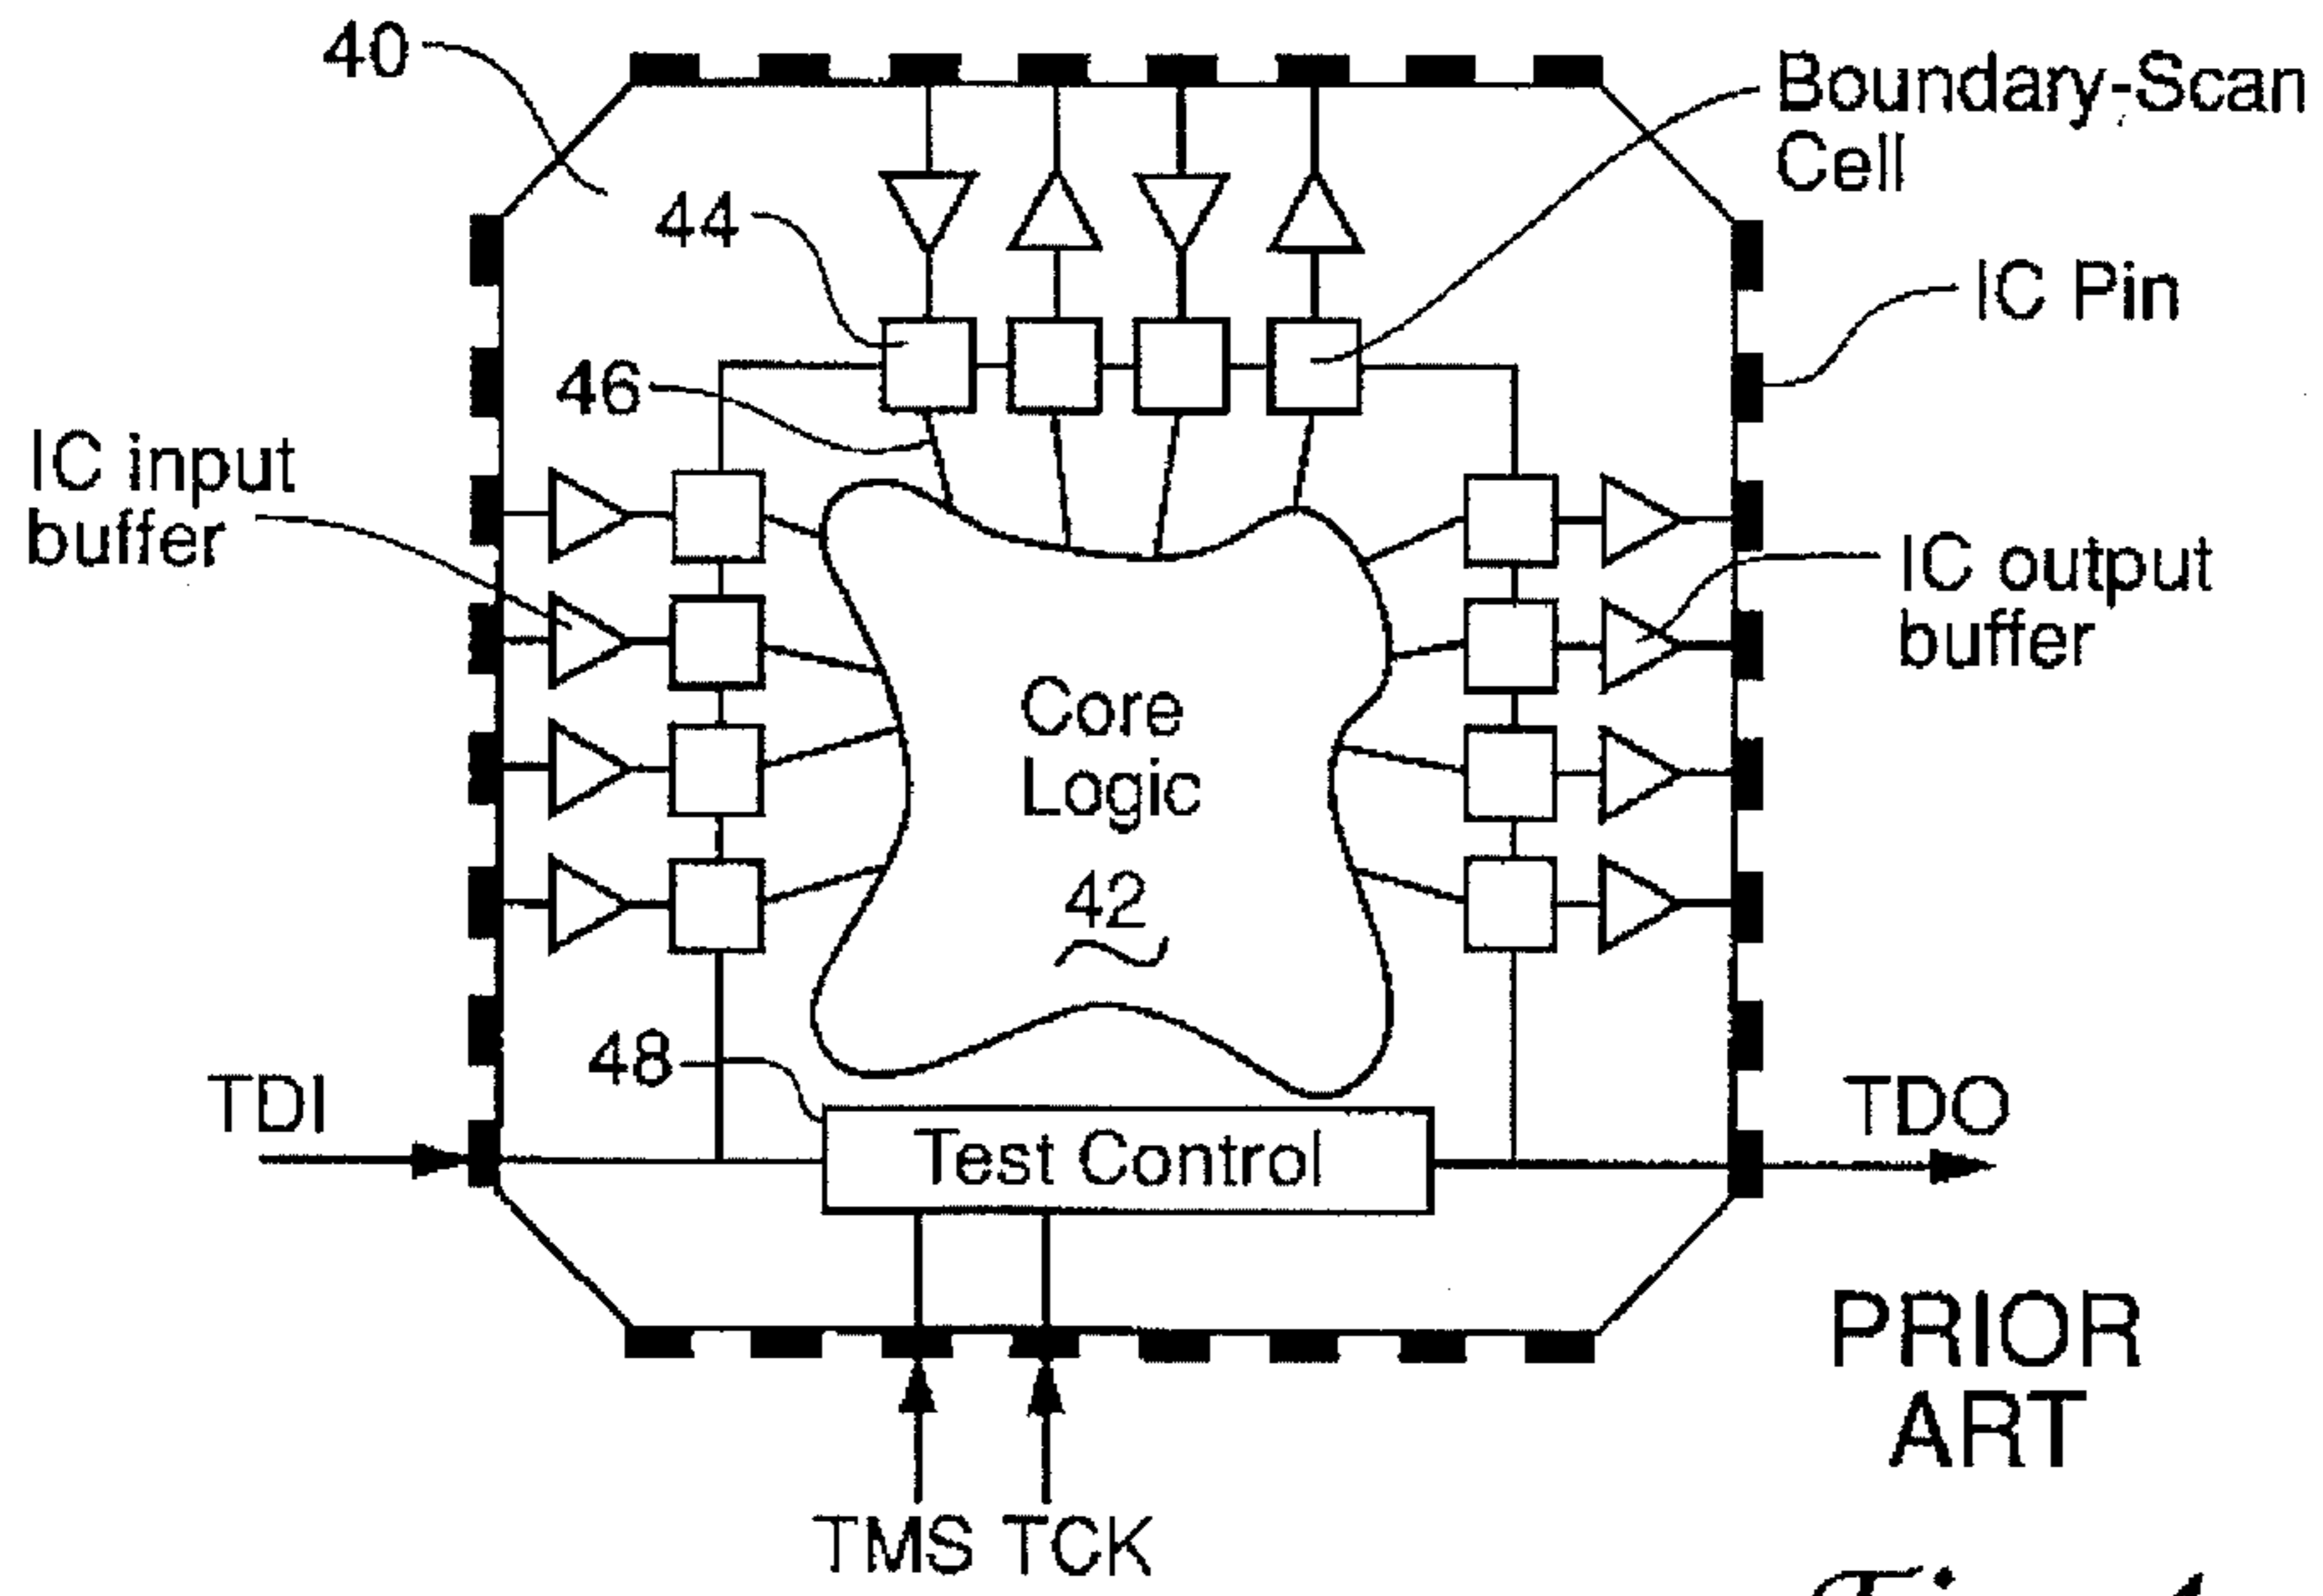 40
Boundary-Scan
Cell
44
IC Pin
46
IC input
buffer
IC output
buffer
Core
Logic
42
48
TDI
TDO
Test Control
PRIOR
ART
TMS TCK